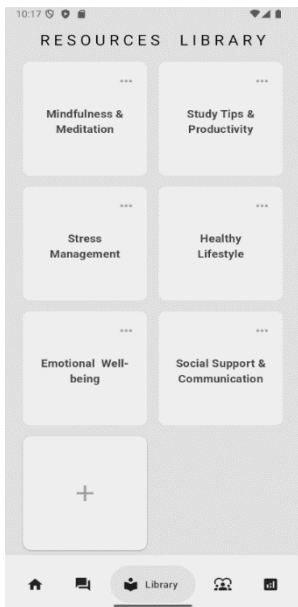 10:17
RESOURCES LIBRARY
Mindfulness &
Meditation
Study Tips &
Productivity
Stress
Management
Healthy
Lifestyle
Emotional Well-
being
Social Support &
Communication
+
Library